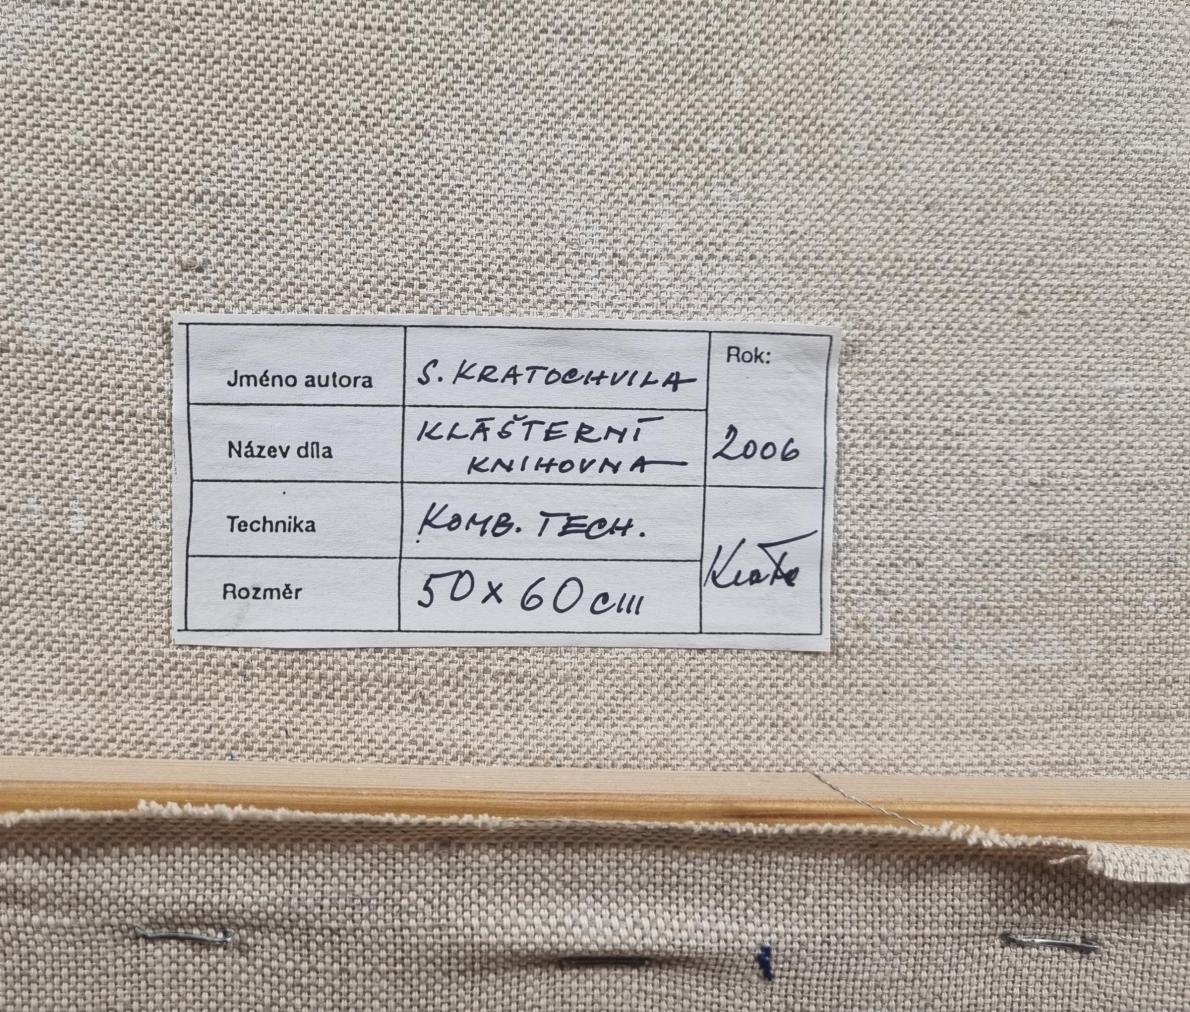 Jméno autora S. KRATOCHVILA
Rok:
Název díla KLÁŠTERNÍ
KNIHOVNA
2006
Technika KOMB. TECH.
Rozměr 50 x 60 cm